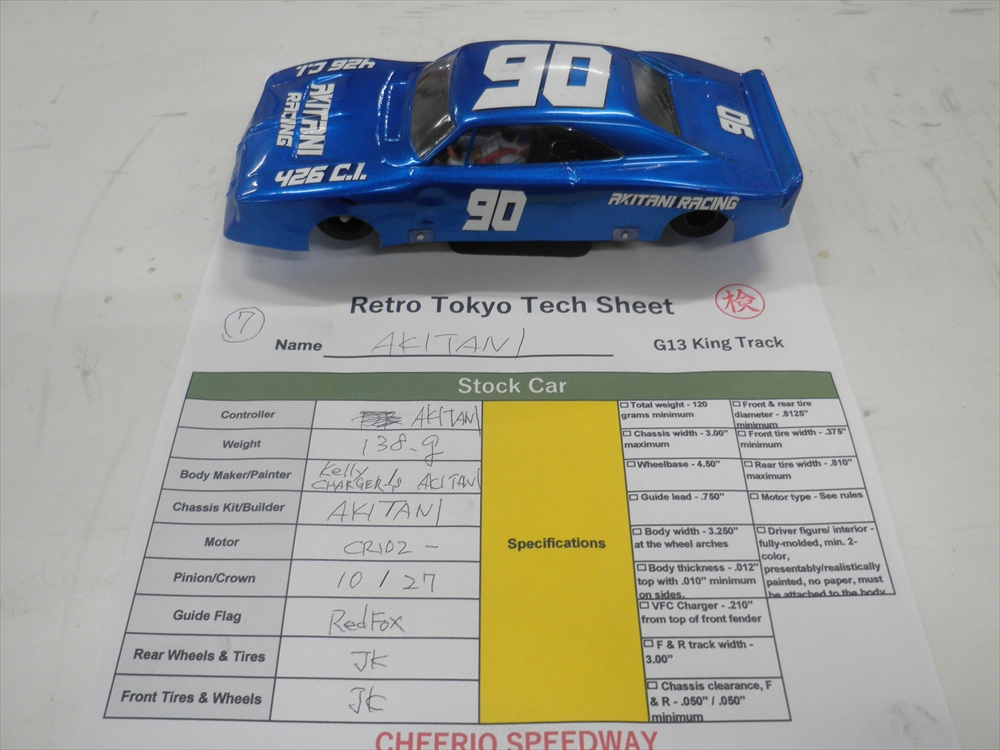 426 C.I.
90
AKITANI
RACING
90
426 C.I.
90
AKITANI RACING
Retro Tokyo Tech Sheet
検
7
Name AKITANI
G13 King Track
Stock Car
Controller AKITANI
Weight 138.g
Body Maker/Painter Kelly
CHARGER AKITANI
Chassis Kit/Builder AKITANI
Motor CR102 -
Pinion/Crown 10 / 27
Guide Flag RedFox
Rear Wheels & Tires JK
Front Tires & Wheels JK
Specifications
Total weight - 120
grams minimum
Chassis width - 3.00"
maximum
Wheelbase - 4.50"
Guide lead - .750"
Body width - 3.250"
at the wheel arches
Body thickness - .012"
top with .010" minimum
on sides.
VFC Charger - .210"
from top of front fender
F & R track width -
3.00"
Chassis clearance, F
& R - .050" / .050"
minimum
Front & rear tire
diameter - .8125"
minimum
Front tire width - .375"
minimum
Rear tire width - .810"
maximum
Motor type - See rules
Driver figure/ interior -
fully-molded, min. 2-
color,
presentably/realistically
painted, no paper, must
be attached to the body
CHEERIO SPEEDWAY